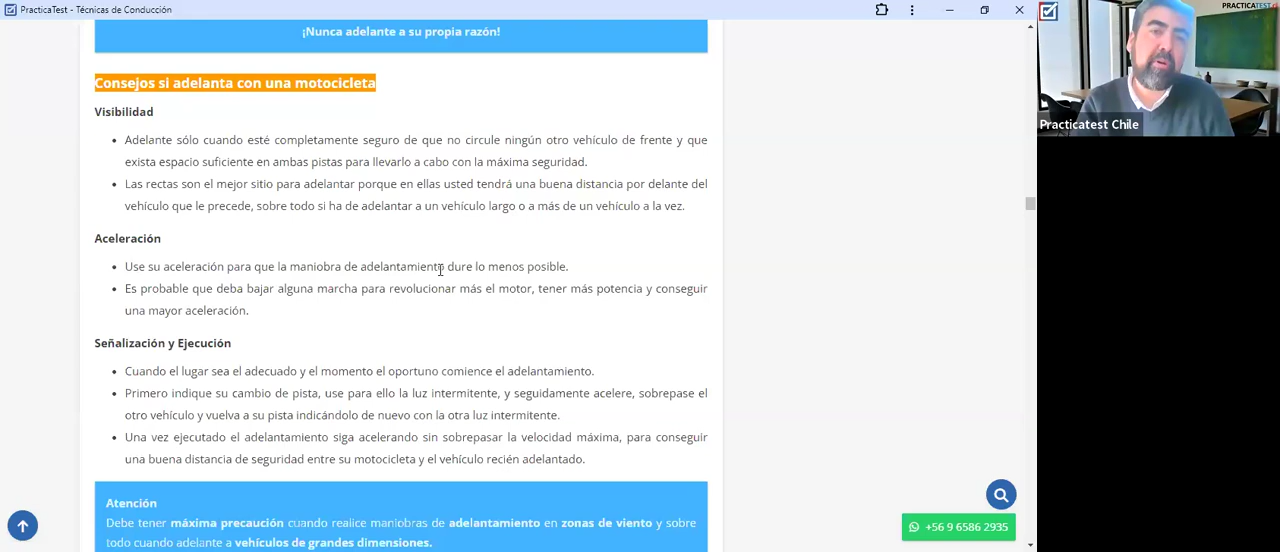 PracticaTest - Técnicas de Conducción
PRACTICATEST
¡Nunca adelante a su propia razón!
Consejos si adelanta con una motocicleta
Visibilidad
• Adelante sólo cuando esté completamente seguro de que no circule ningún otro vehículo de frente y que
exista espacio suficiente en ambas pistas para llevarlo a cabo con la máxima seguridad.
• Las rectas son el mejor sitio para adelantar porque en ellas usted tendrá una buena distancia por delante del
vehículo que le precede, sobre todo si ha de adelantar a un vehículo largo o a más de un vehículo a la vez.
Aceleración
• Use su aceleración para que la maniobra de adelantamiento dure lo menos posible.
• Es probable que deba bajar alguna marcha para revolucionar más el motor, tener más potencia y conseguir
una mayor aceleración.
Señalización y Ejecución
• Cuando el lugar sea el adecuado y el momento el oportuno comience el adelantamiento.
• Primero indique su cambio de pista, use para ello la luz intermitente, y seguidamente acelere, sobrepase el
otro vehículo y vuelva a su pista indicándolo de nuevo con la otra luz intermitente.
• Una vez ejecutado el adelantamiento siga acelerando sin sobrepasar la velocidad máxima, para conseguir
una buena distancia de seguridad entre su motocicleta y el vehículo recién adelantado.
Atención
Debe tener máxima precaución cuando realice maniobras de adelantamiento en zonas de viento y sobre
todo cuando adelante a vehículos de grandes dimensiones.
Practicatest Chile
+56 9 6586 2935